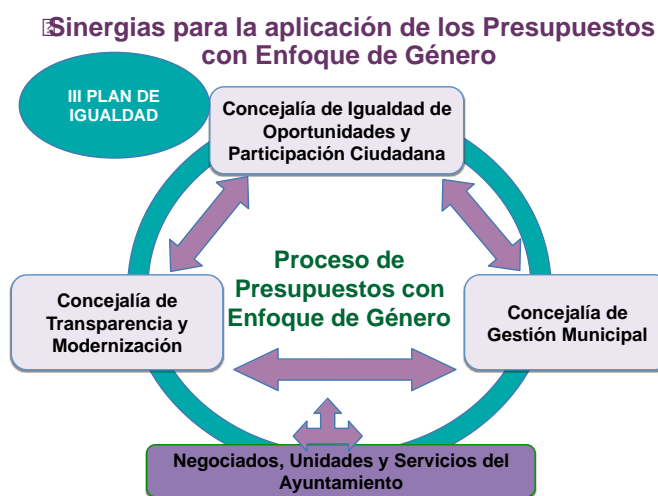 Sinergias para la aplicación de los Presupuestos
con Enfoque de Género
III PLAN DE
IGUALDAD
Concejalía de Igualdad de
Oportunidades y
Participación Ciudadana
Proceso de
Presupuestos con
Enfoque de Género
Concejalía de
Transparencia y
Modernización
Concejalía de
Gestión Municipal
Negociados, Unidades y Servicios del
Ayuntamiento